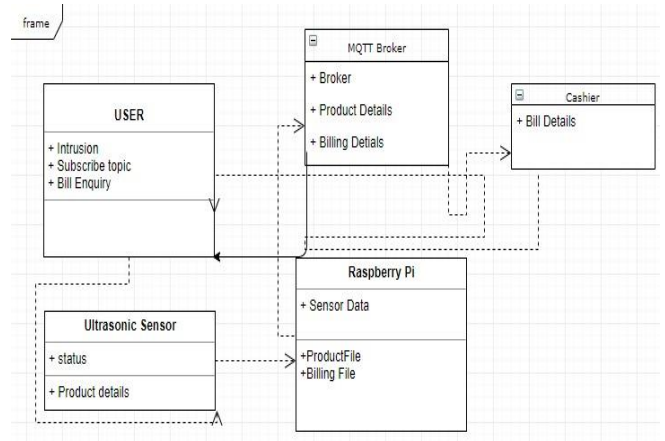 frame
MQTT Broker
+ Broker
+ Product Details
+ Billing Detials
Cashier
+ Bill Details
USER
+ Intrusion
+ Subscribe topic
+ Bill Enquiry
Raspberry Pi
+ Sensor Data
+ProductFile
+Billing File
Ultrasonic Sensor
+ status
+ Product details